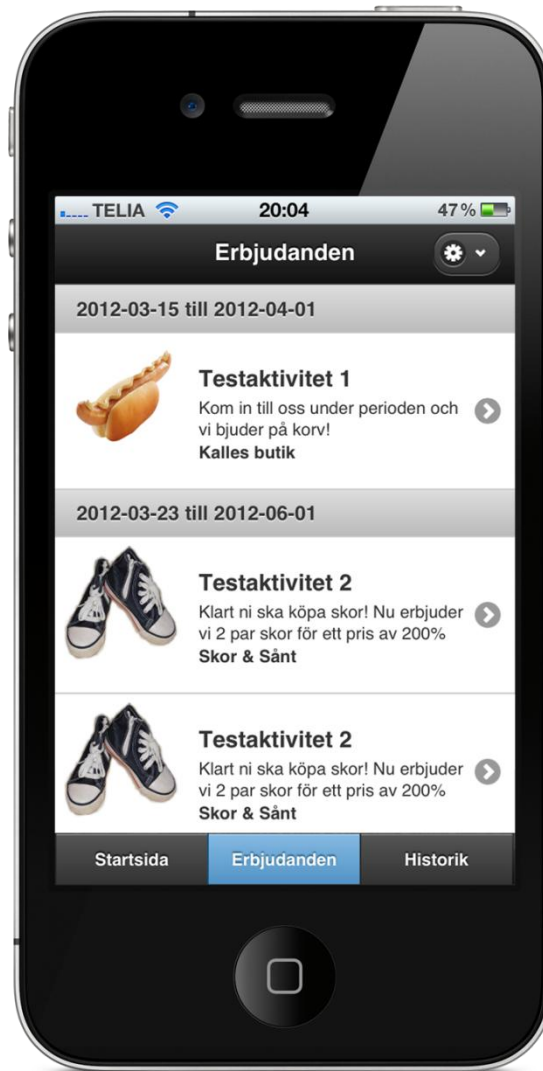 TELIA 20:04 47%
Erbjudanden
2012-03-15 till 2012-04-01
Testaktivitet 1
Kom in till oss under perioden och
vi bjuder på korv!
Kalles butik
2012-03-23 till 2012-06-01
Testaktivitet 2
Klart ni ska köpa skor! Nu erbjuder
vi 2 par skor för ett pris av 200%
Skor & Sånt
Testaktivitet 2
Klart ni ska köpa skor! Nu erbjuder
vi 2 par skor för ett pris av 200%
Skor & Sånt
Startsida Erbjudanden Historik